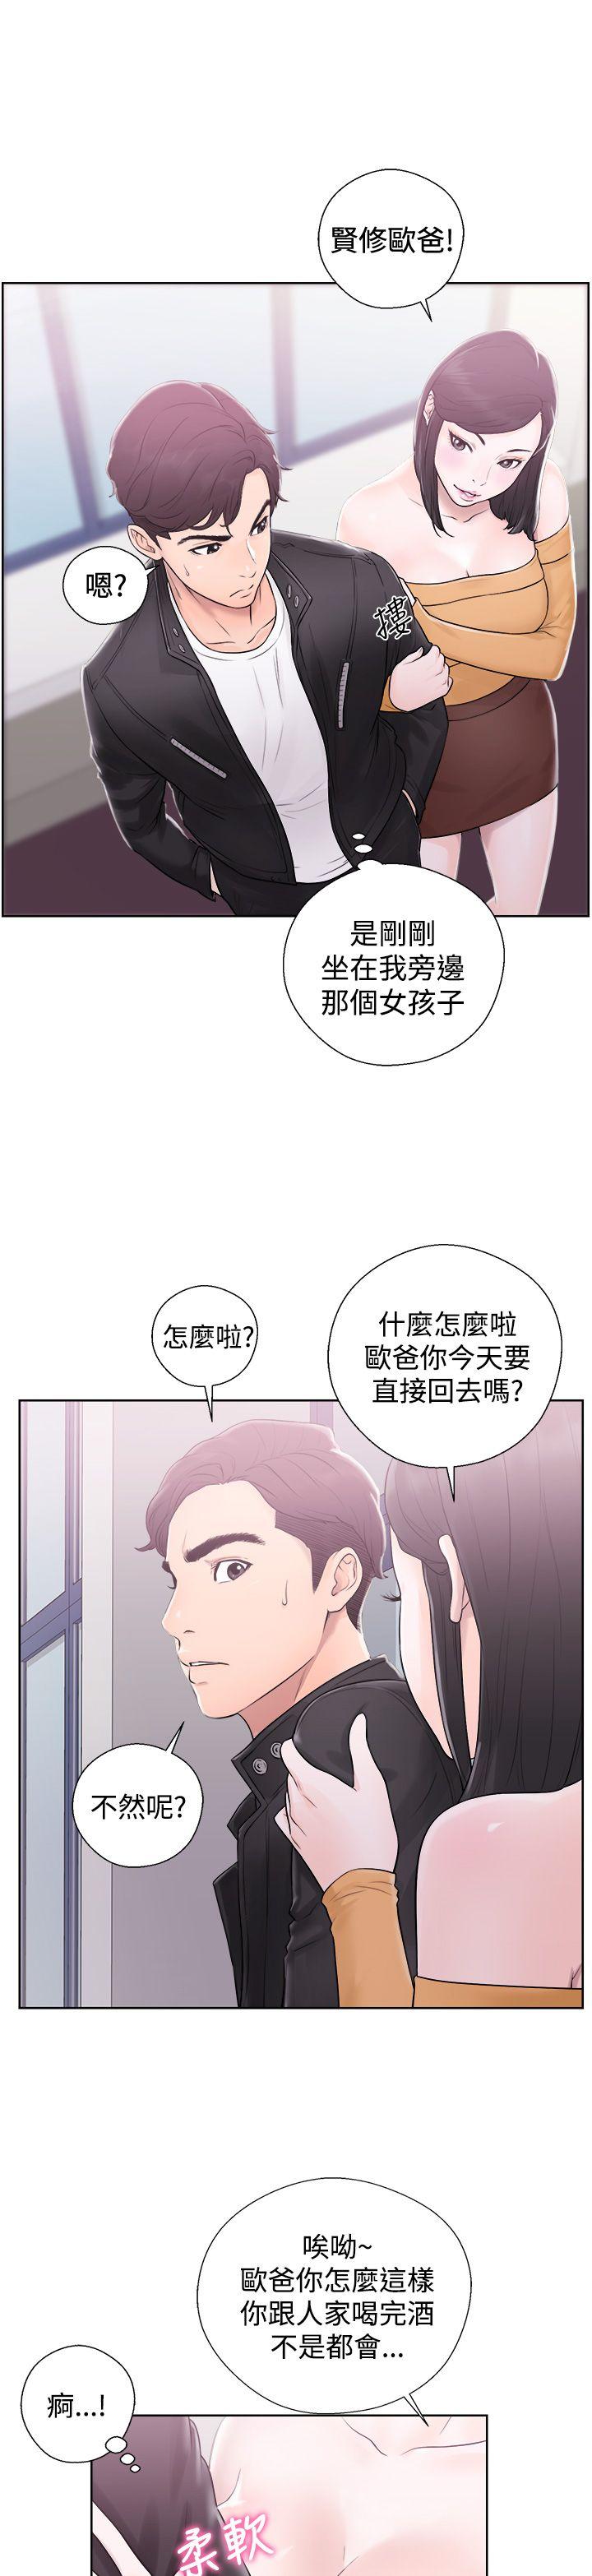 賢修歐爸!
嗯?
摟
是剛剛
坐在我旁邊
那個女孩子
怎麼啦?
什麼怎麼啦
歐爸你今天要
直接回去嗎?
不然呢?
唉呦~
歐爸你怎麼這樣
你跟人家喝完酒
不是都會...
痾...!
柔軟